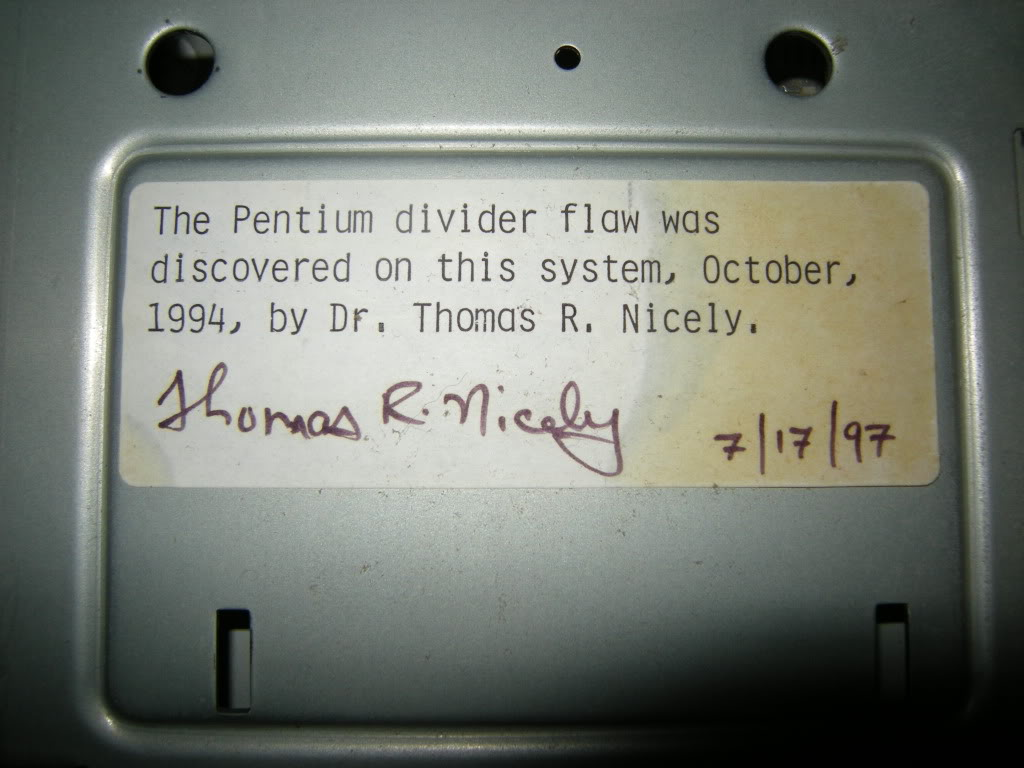 The Pentium divider flaw was
discovered on this system, October,
1994, by Dr. Thomas R. Nicely.
Thomas R. Nicely 7/17/97